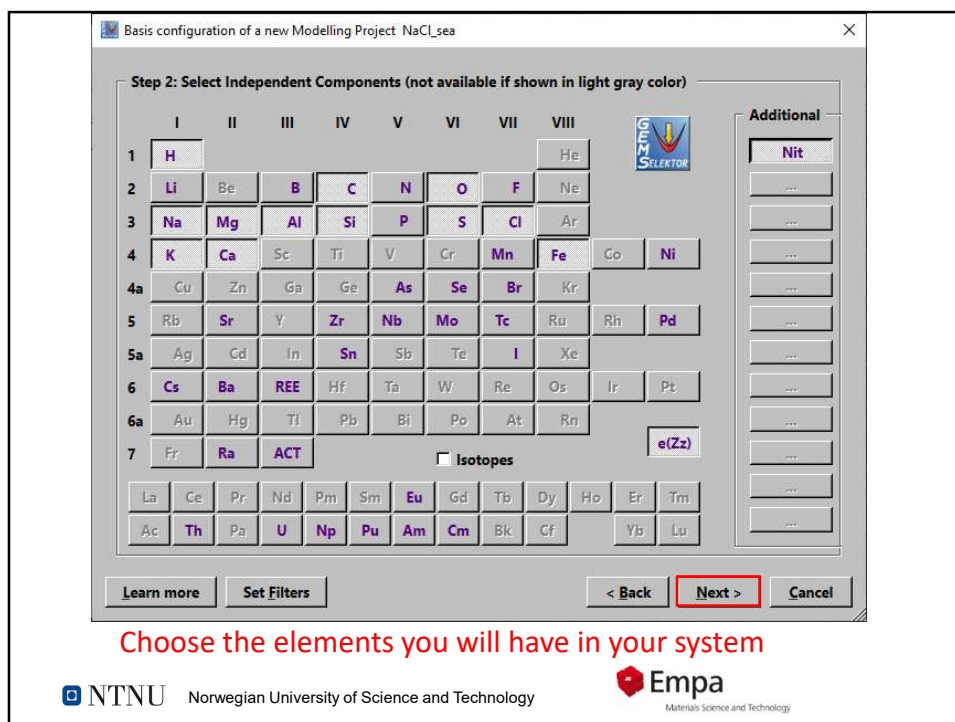 Basis configuration of a new Modelling Project NaCl_sea
Step 2: Select Independent Components (not available if shown in light gray color)
Additional
I II III IV V VI VII VIII
GEM SELEKTOR
1 H He Nit
2 Li Be B C N O F Ne ...
3 Na Mg Al Si P S Cl Ar ...
4 K Ca Sc Ti V Cr Mn Fe Co Ni ...
4a Cu Zn Ga Ge As Se Br Kr ...
5 Rb Sr Y Zr Nb Mo Tc Ru Rh Pd ...
5a Ag Cd In Sn Sb Te I Xe ...
6 Cs Ba REE Hf Ta W Re Os Ir Pt ...
6a Au Hg Tl Pb Bi Po At Rn ...
e(Zz)
7 Fr Ra ACT Isotopes ...
La Ce Pr Nd Pm Sm Eu Gd Tb Dy Ho Er Tm ...
Ac Th Pa U Np Pu Am Cm Bk Cf Yb Lu ...
Learn more Set Filters < Back Next > Cancel
Choose the elements you will have in your system
NTNU Norwegian University of Science and Technology
Empa
Materials Science and Technology